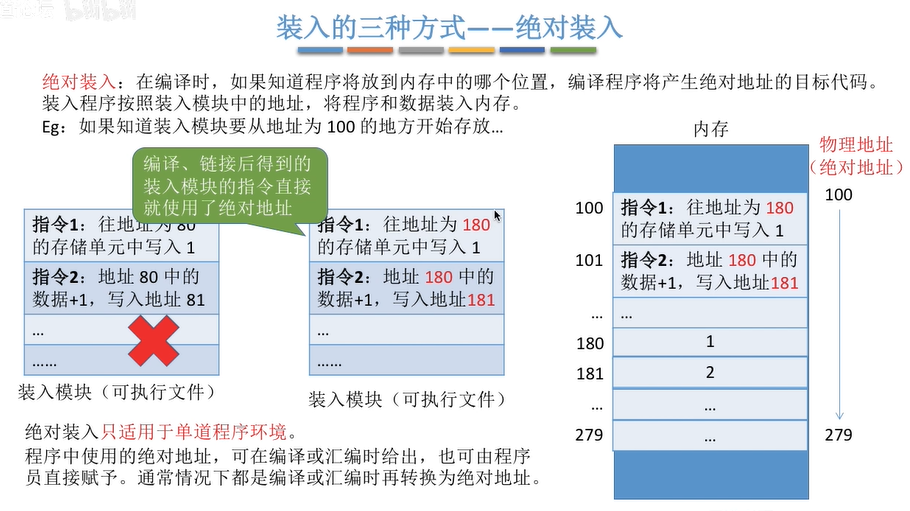 bilibili
装入的三种方式——绝对装入
绝对装入：在编译时，如果知道程序将放到内存中的哪个位置，编译程序将产生绝对地址的目标代码。
装入程序按照装入模块中的地址，将程序和数据装入内存。
Eg：如果知道装入模块要从地址为 100 的地方开始存放...
编译、链接后得到的
装入模块的指令直接
就使用了绝对地址
指令1：往地址为 80
的存储单元中写入 1
指令2：地址 80 中的
数据+1，写入地址 81
...
......
装入模块（可执行文件）
指令1：往地址为 180
的存储单元中写入 1
指令2：地址 180 中的
数据+1，写入地址181
...
......
装入模块（可执行文件）
内存
物理地址
（绝对地址）
100
指令1：往地址为 180
的存储单元中写入 1
100
101
指令2：地址 180 中的
数据+1，写入地址181
...
...
180
1
181
2
...
...
279
...
279
绝对装入只适用于单道程序环境。
程序中使用的绝对地址，可在编译或汇编时给出，也可由程序
员直接赋予。通常情况下都是编译或汇编时再转换为绝对地址。